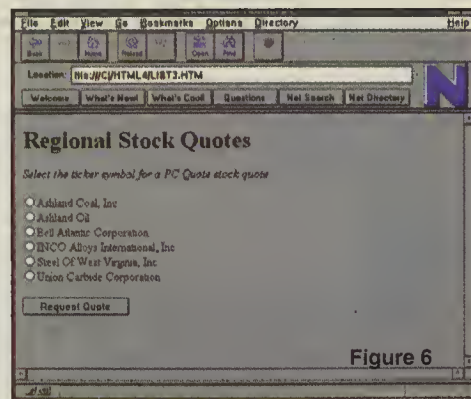 File Edit View Go Bookmarks Options Directory Help
Back Home Reload Open Find
Location: file:///C|/HTML4/LIST3.HTM
Welcome What's New! What's Cool! Questions Net Search Net Directory
N
Regional Stock Quotes
Select the ticker symbol for a PC Quote stock quote
Ashland Coal, Inc
Ashland Oil
Bell Atlantic Corporation
INCO Alloys International, Inc
Steel Of West Virginia, Inc
Union Carbide Corporation
Request Quote
Figure 6